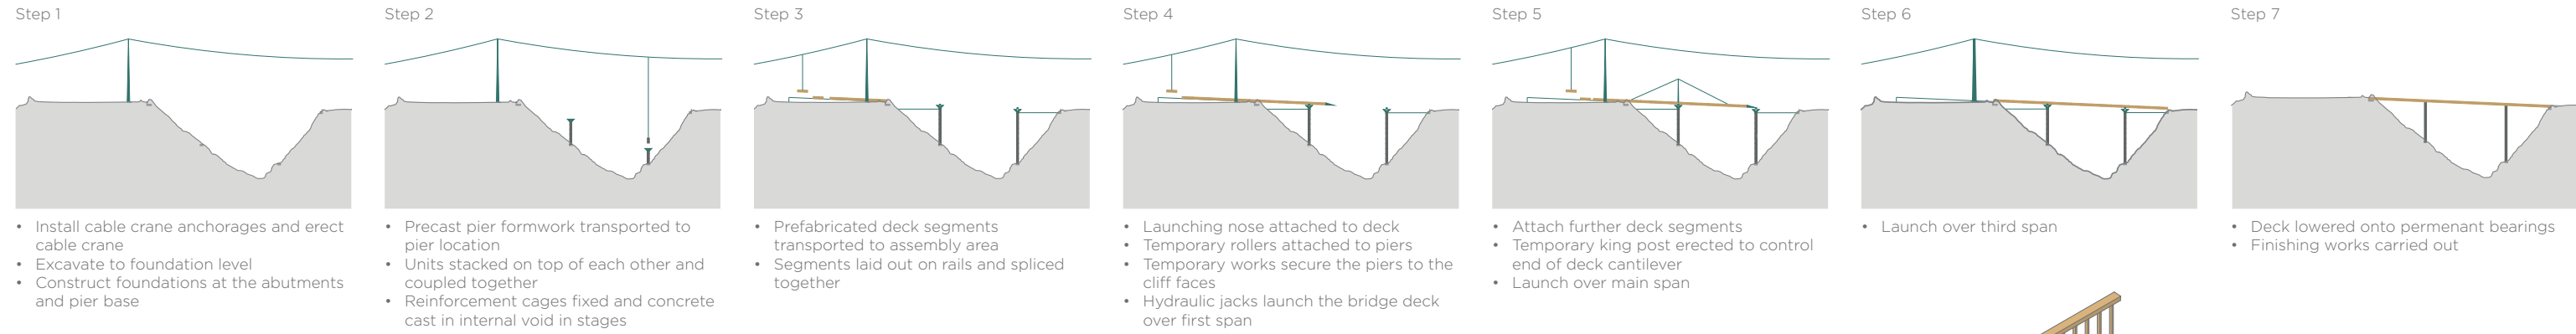 Step 1
• Install cable crane anchorages and erect
cable crane
• Excavate to foundation level
• Construct foundations at the abutments
and pier base
Step 2
• Precast pier formwork transported to
pier location
• Units stacked on top of each other and
coupled together
• Reinforcement cages fixed and concrete
cast in internal void in stages
Step 3
• Prefabricated deck segments
transported to assembly area
• Segments laid out on rails and spliced
together
Step 4
• Launching nose attached to deck
• Temporary rollers attached to piers
• Temporary works secure the piers to the
cliff faces
• Hydraulic jacks launch the bridge deck
over first span
Step 5
• Attach further deck segments
• Temporary king post erected to control
end of deck cantilever
• Launch over main span
Step 6
• Launch over third span
Step 7
• Deck lowered onto permenant bearings
• Finishing works carried out